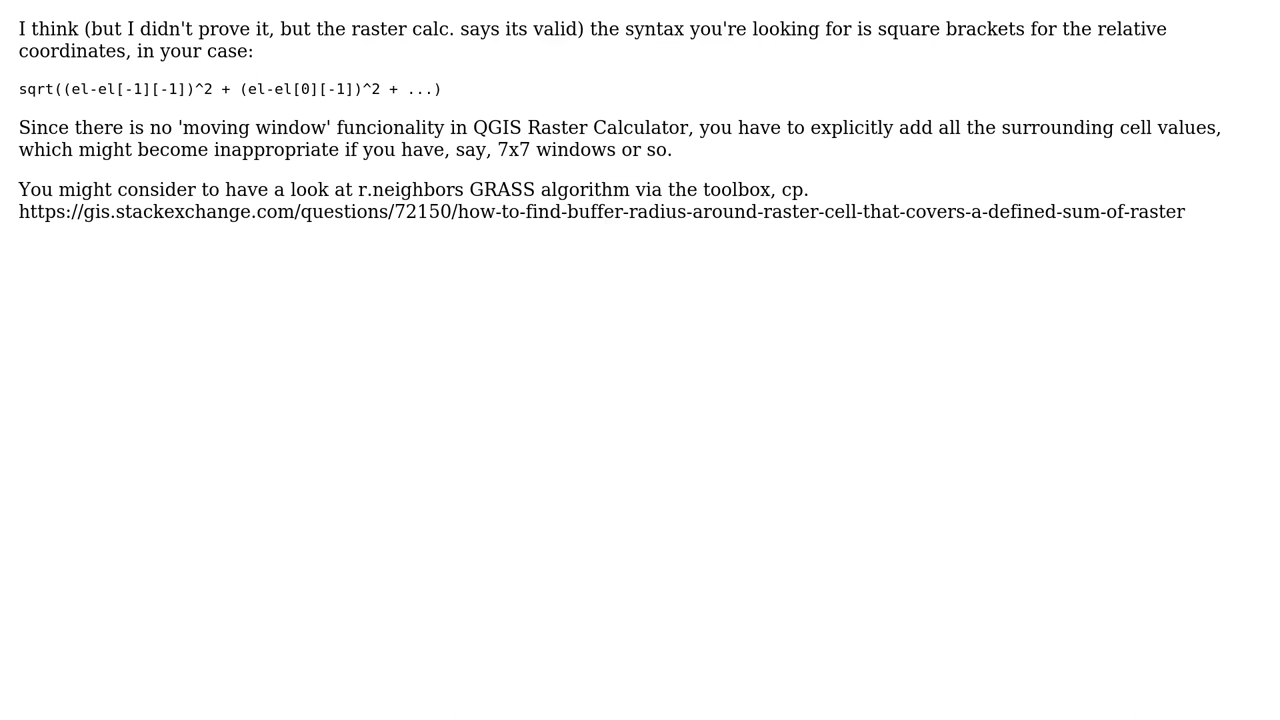 I think (but I didn't prove it, but the raster calc. says its valid) the syntax you're looking for is square brackets for the relative
coordinates, in your case:
sqrt((el-el[-1][-1])^2 + (el-el[0][-1])^2 + ...)
Since there is no 'moving window' funcionality in QGIS Raster Calculator, you have to explicitly add all the surrounding cell values,
which might become inappropriate if you have, say, 7x7 windows or so.
You might consider to have a look at r.neighbors GRASS algorithm via the toolbox, cp.
https://gis.stackexchange.com/questions/72150/how-to-find-buffer-radius-around-raster-cell-that-covers-a-defined-sum-of-raster